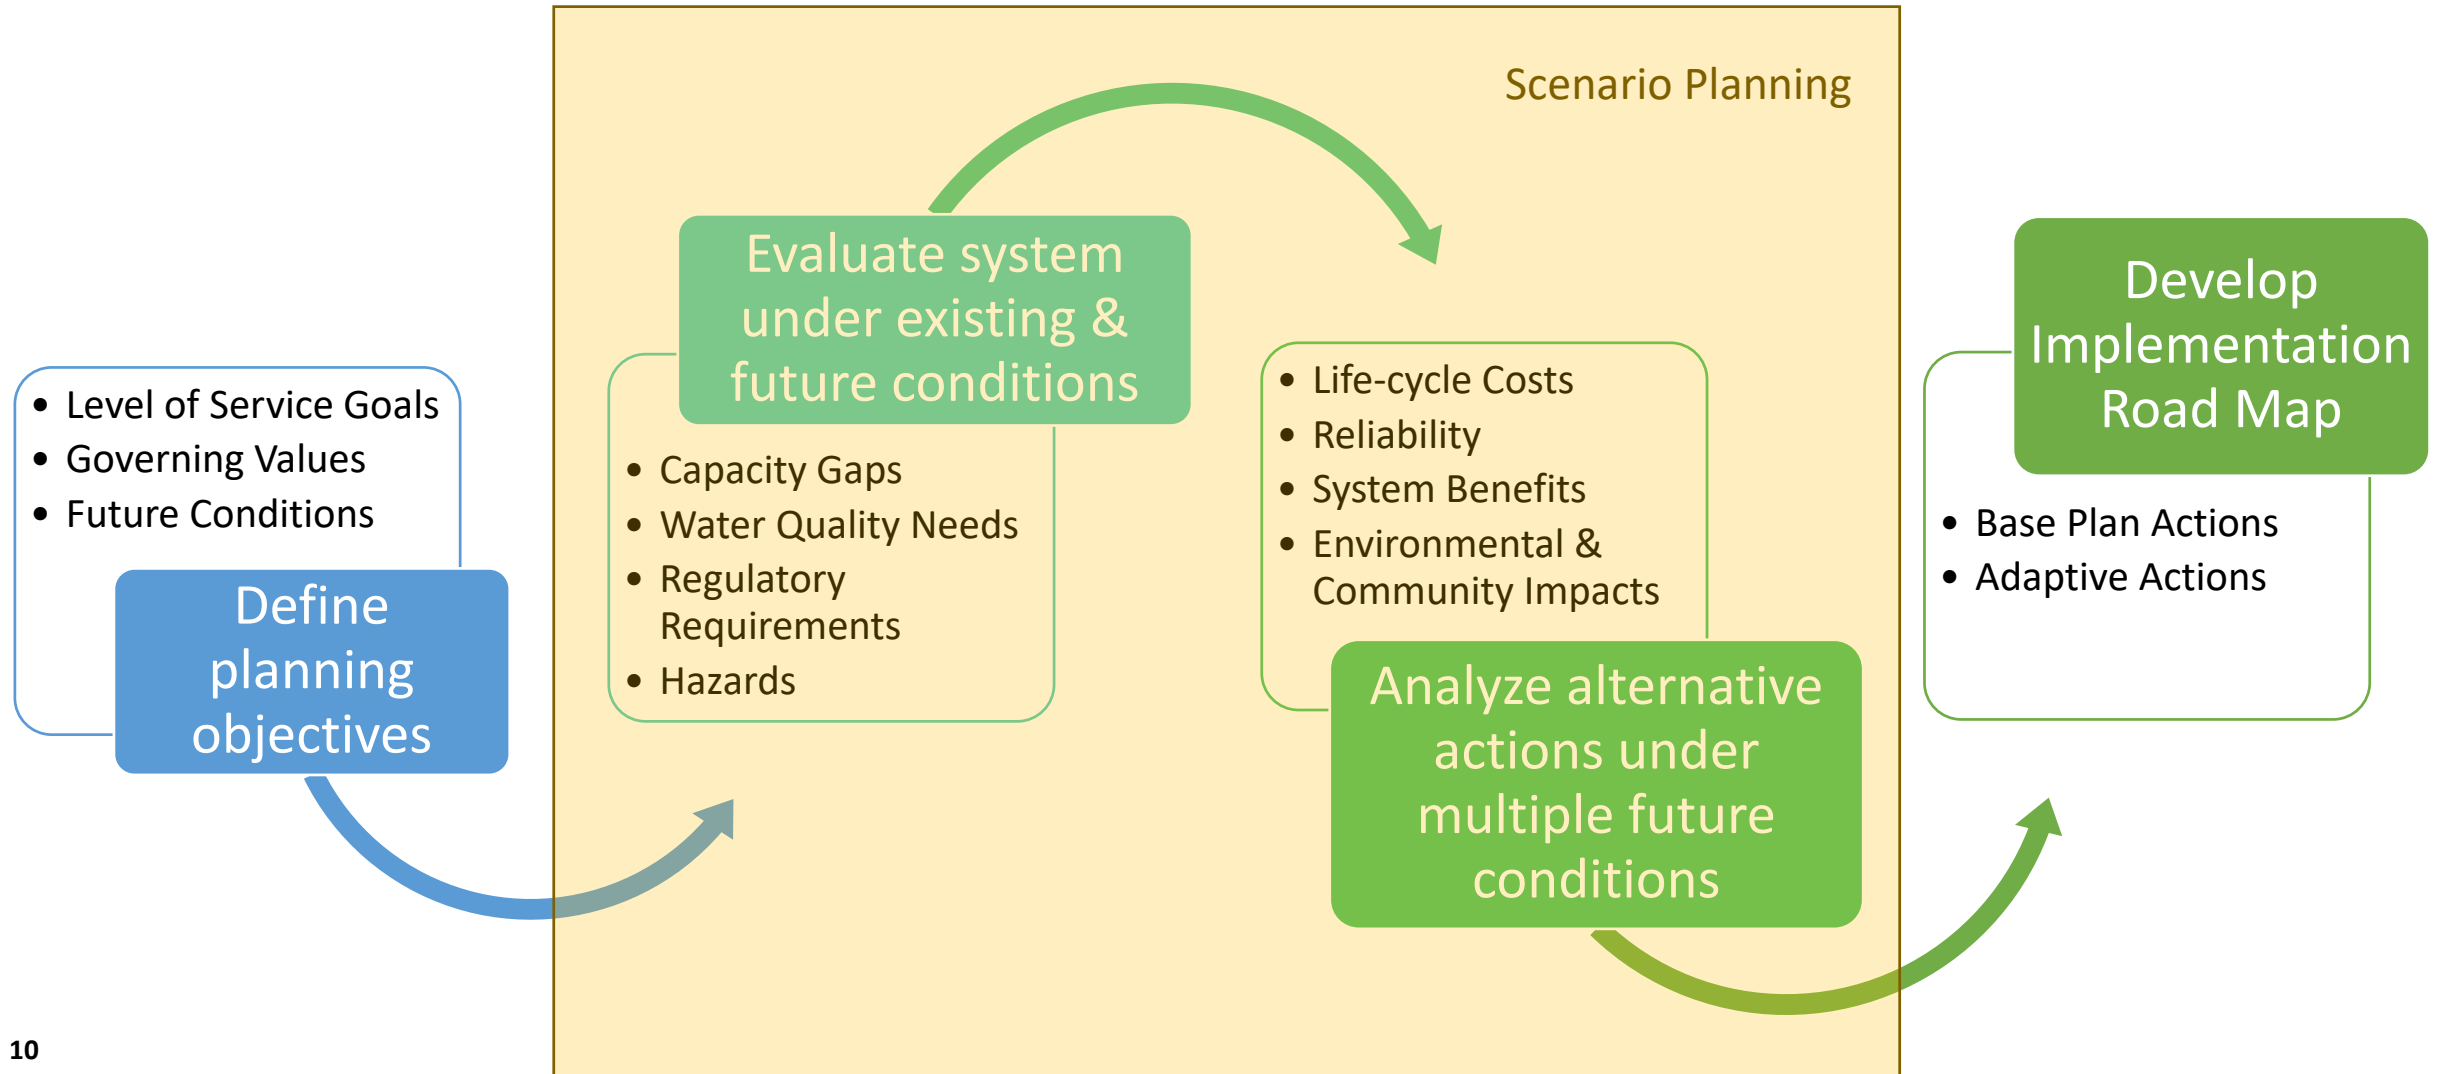 Scenario Planning
• Level of Service Goals
• Governing Values
• Future Conditions
Define
planning
objectives
Evaluate system
under existing &
future conditions
• Capacity Gaps
• Water Quality Needs
• Regulatory
Requirements
• Hazards
• Life-cycle Costs
• Reliability
• System Benefits
• Environmental &
Community Impacts
Analyze alternative
actions under
multiple future
conditions
Develop
Implementation
Road Map
• Base Plan Actions
• Adaptive Actions
10